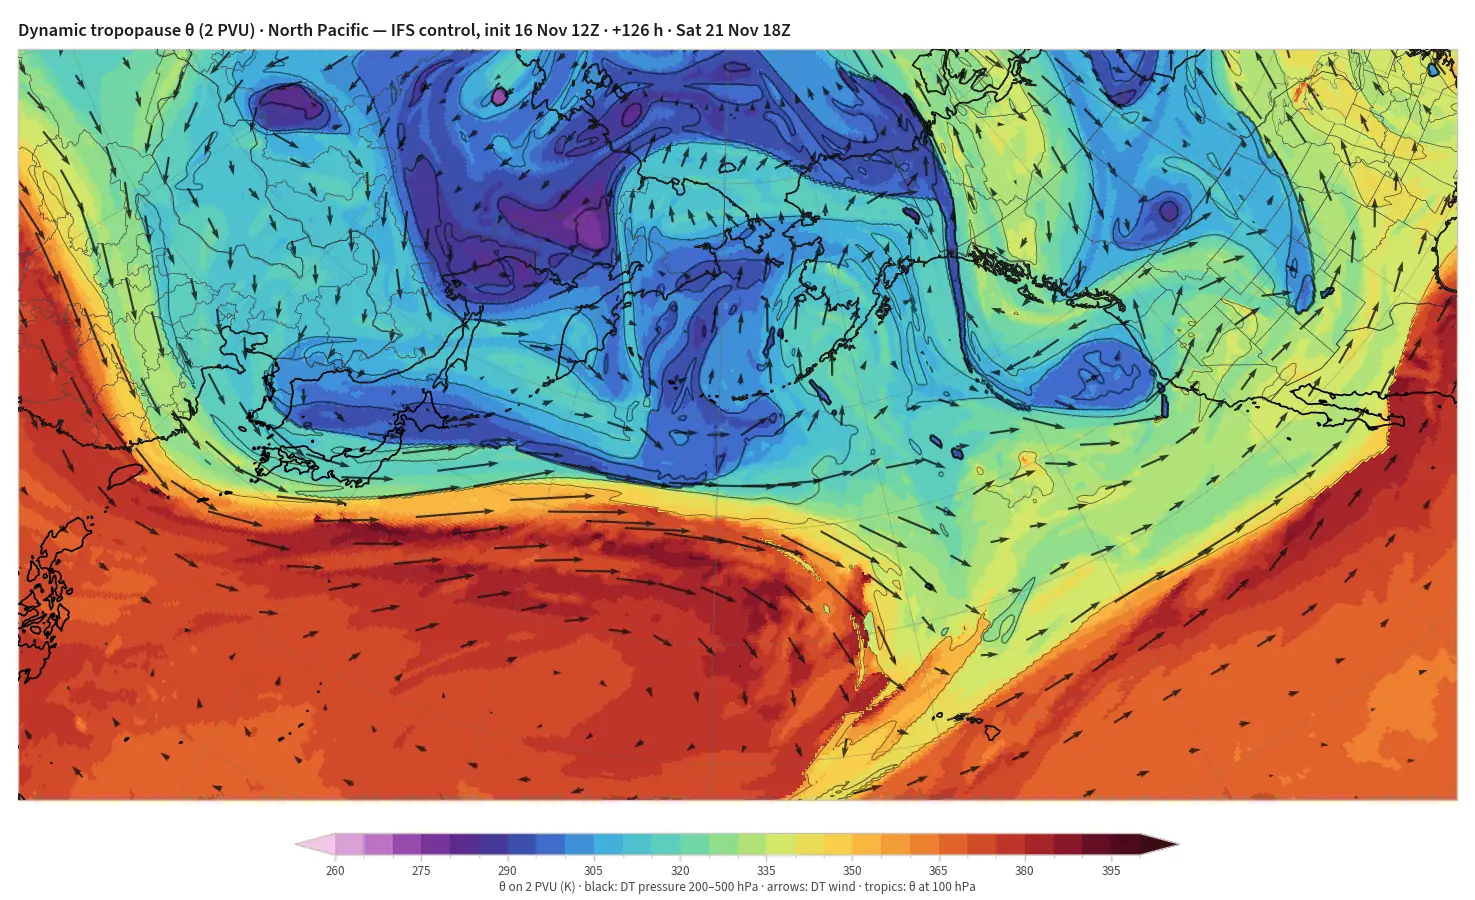 Dynamic tropopause θ (2 PVU) · North Pacific — IFS control, init 16 Nov 12Z · +126 h · Sat 21 Nov 18Z
260 275 290 305 320 335 350 365 380 395
θ on 2 PVU (K) · black: DT pressure 200–500 hPa · arrows: DT wind · tropics: θ at 100 hPa